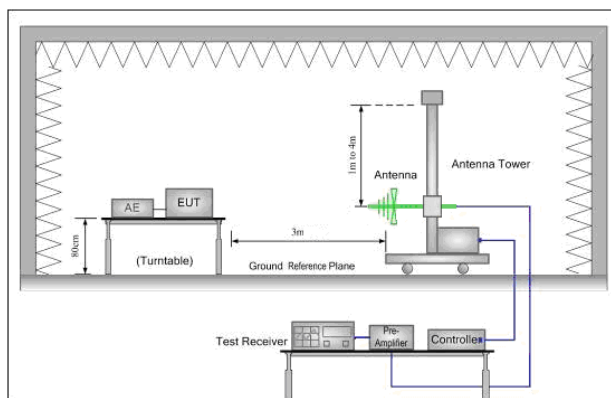 1m to 4m
Antenna
Antenna Tower
AE
EUT
80cm
(Turntable)
3m
Ground Reference Plane
Test Receiver
Pre-
Amplifier
Controller